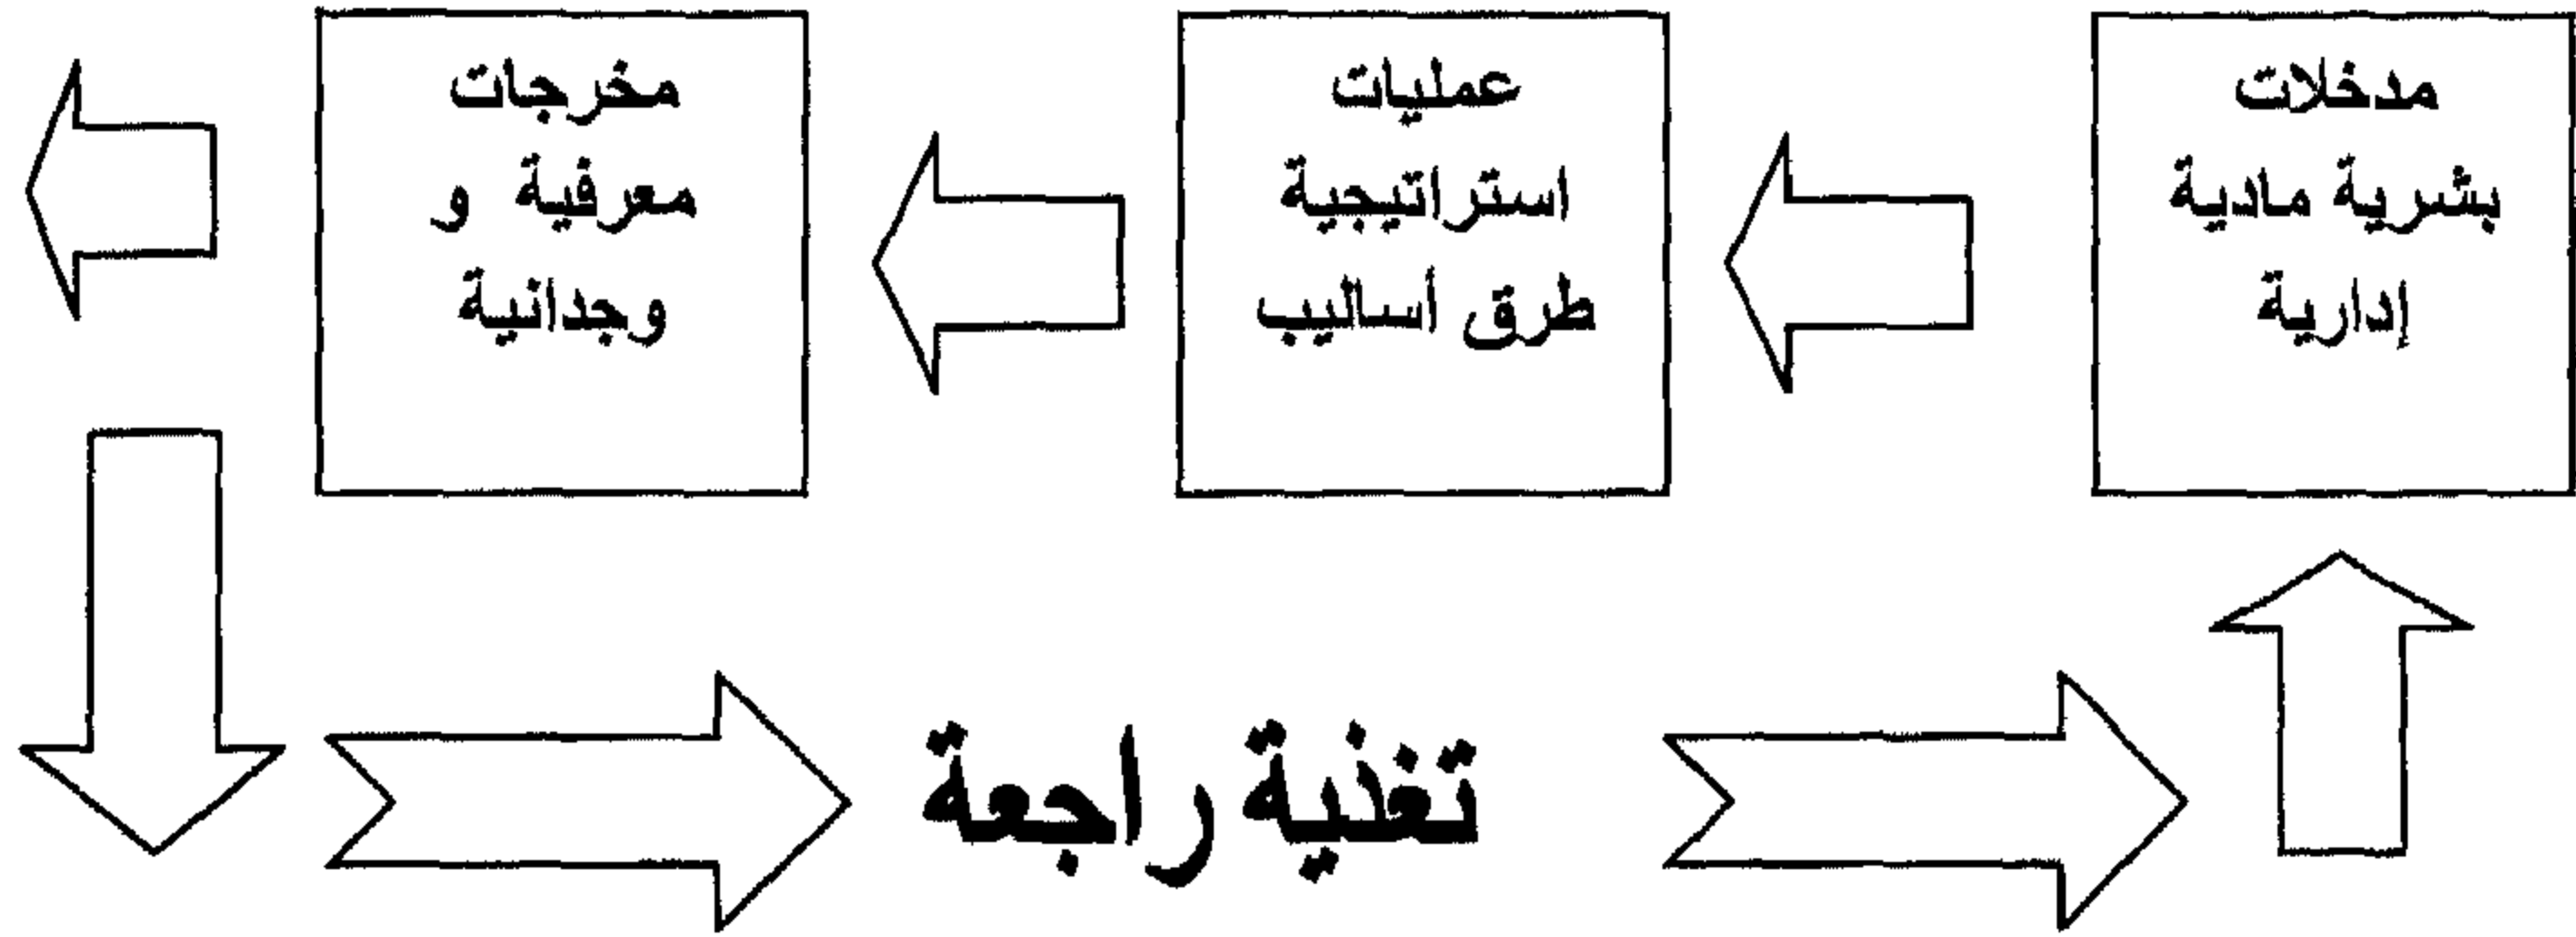 مدخلات
بشرية مادية
إدارية
عمليات
استراتيجية
طرق أساليب
مخرجات
معرفية و
وجدانية
تغذية راجعة